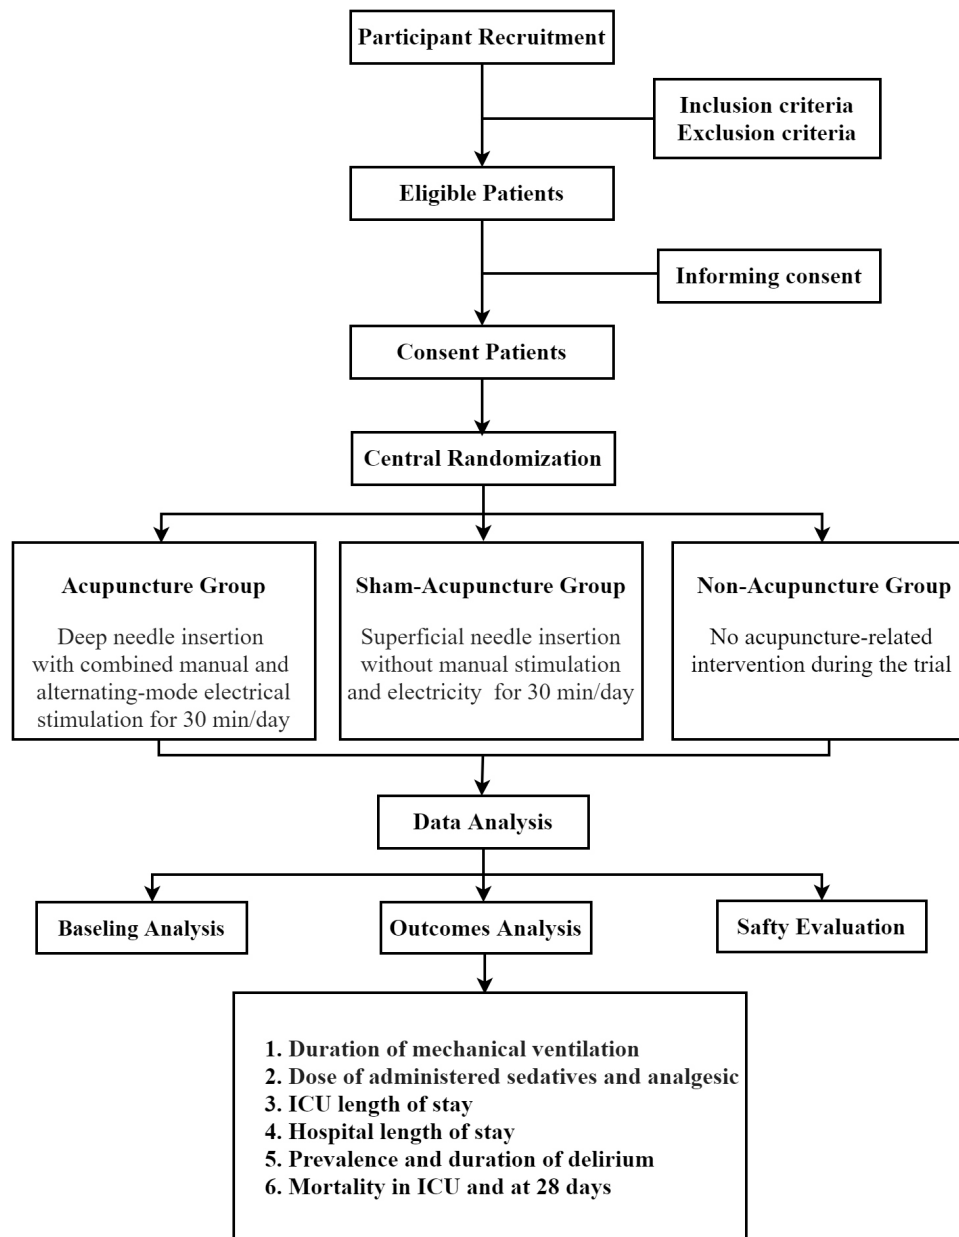 Participant Recruitment
Inclusion criteria
Exclusion criteria
Eligible Patients
Informing consent
Consent Patients
Central Randomization
Acupuncture Group
Deep needle insertion
with combined manual and
alternating-mode electrical
stimulation for 30 min/day
Sham-Acupuncture Group
Superficial needle insertion
without manual stimulation
and electricity for 30 min/day
Non-Acupuncture Group
No acupuncture-related
intervention during the trial
Data Analysis
Baseling Analysis
Outcomes Analysis
Safty Evaluation
1. Duration of mechanical ventilation
2. Dose of administered sedatives and analgesic
3. ICU length of stay
4. Hospital length of stay
5. Prevalence and duration of delirium
6. Mortality in ICU and at 28 days